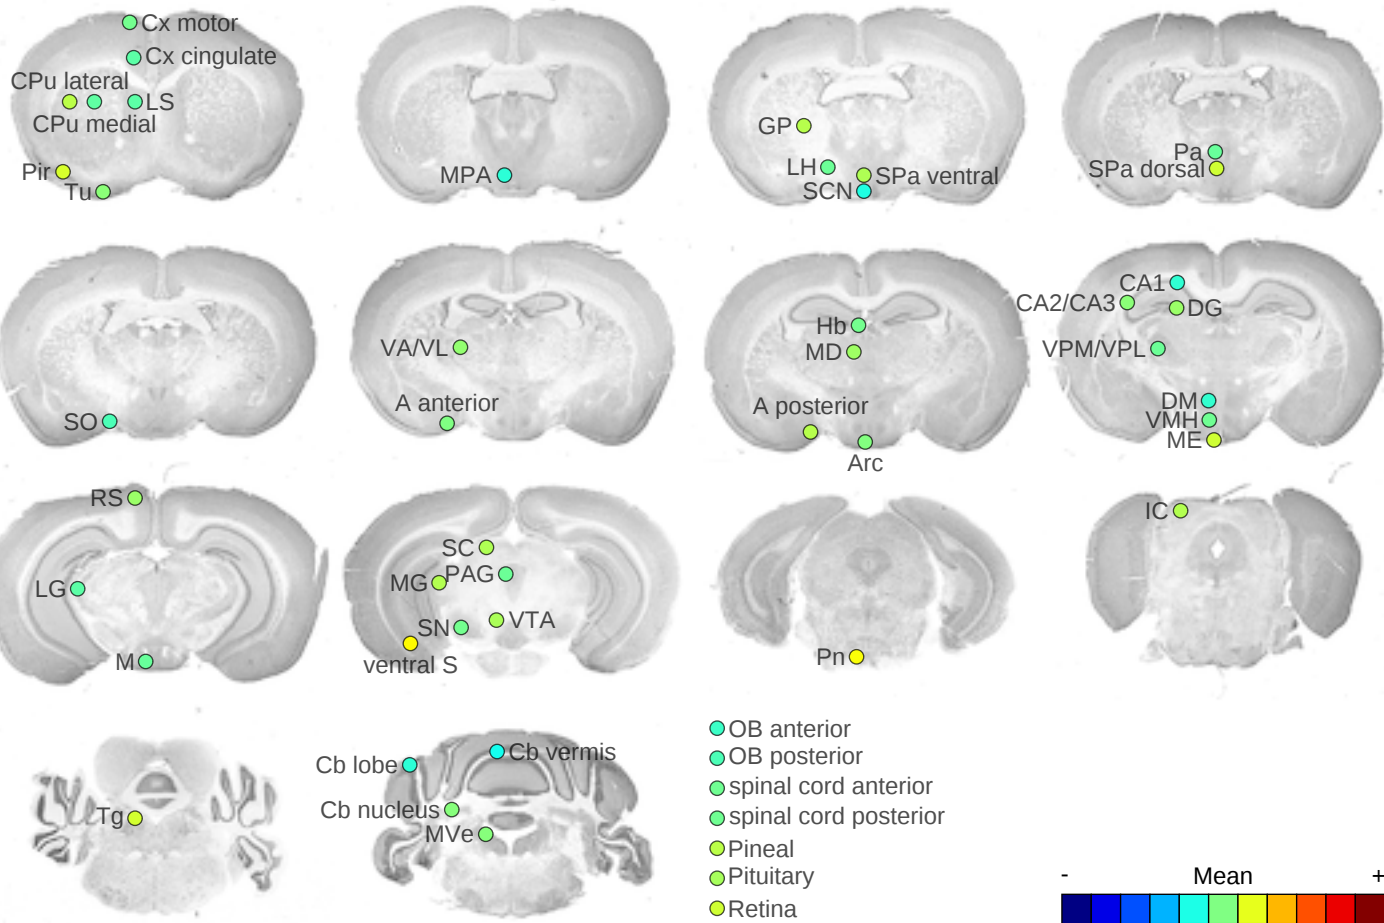 Cx motor
Cx cingulate
CPu lateral
LS
CPu medial
Pir
Tu
MPA
GP
LH
SPa ventral
SCN
Pa
SPa dorsal
SO
VA/VL
A anterior
Hb
MD
A posterior
Arc
CA1
CA2/CA3
DG
VPM/VPL
DM
VMH
ME
RS
LG
M
SC
MG
PAG
SN
VTA
ventral S
Pn
IC
Tg
Cb lobe
Cb vermis
Cb nucleus
MVe
OB anterior
OB posterior
spinal cord anterior
spinal cord posterior
Pineal
Pituitary
Retina
- Mean +